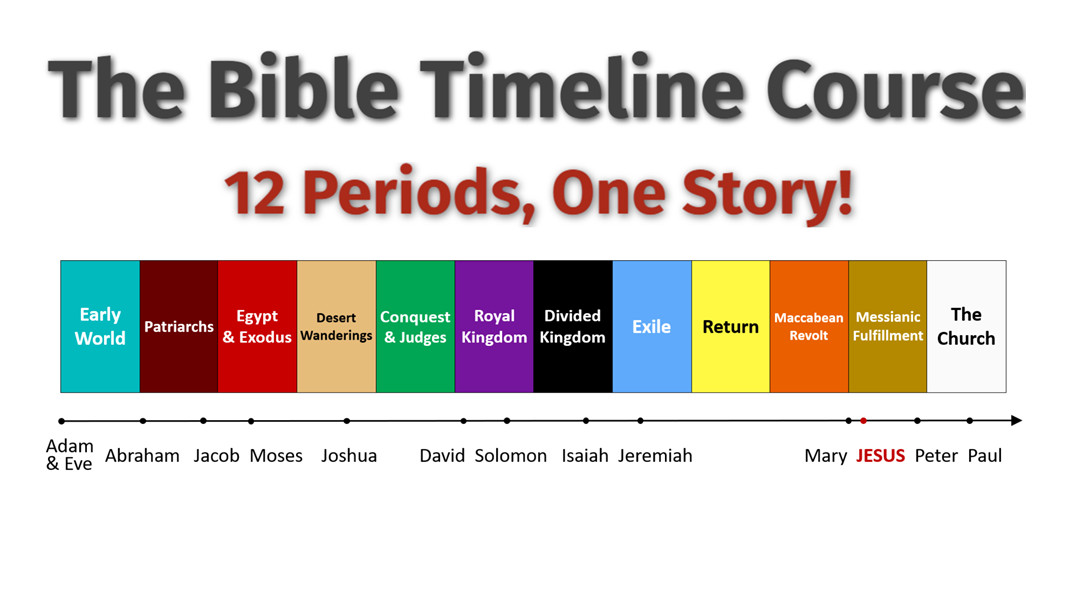 The Bible Timeline Course
12 Periods, One Story!
Early
World
Patriarchs
Egypt
& Exodus
Desert
Wanderings
Conquest
& Judges
Royal
Kingdom
Divided
Kingdom
Exile
Return
Maccabean
Revolt
Messianic
Fulfillment
The
Church
Adam
& Eve
Abraham
Jacob
Moses
Joshua
David
Solomon
Isaiah
Jeremiah
Mary
JESUS
Peter
Paul